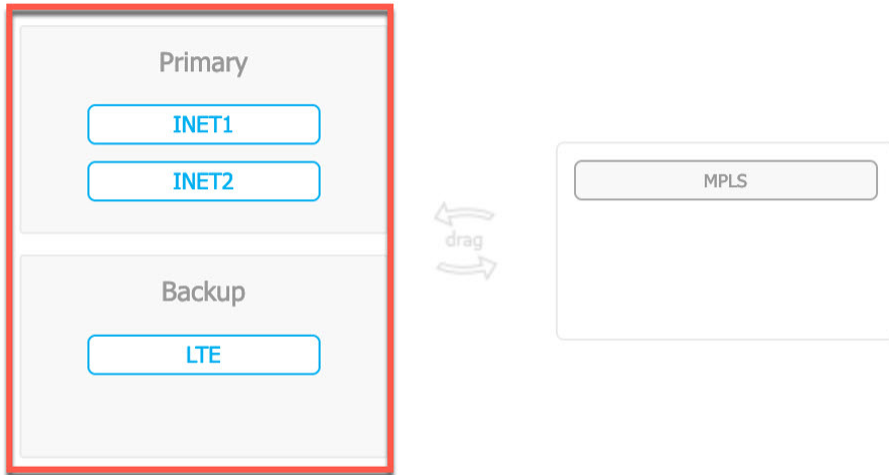 Primary
INET1
INET2
Backup
LTE
drag
MPLS